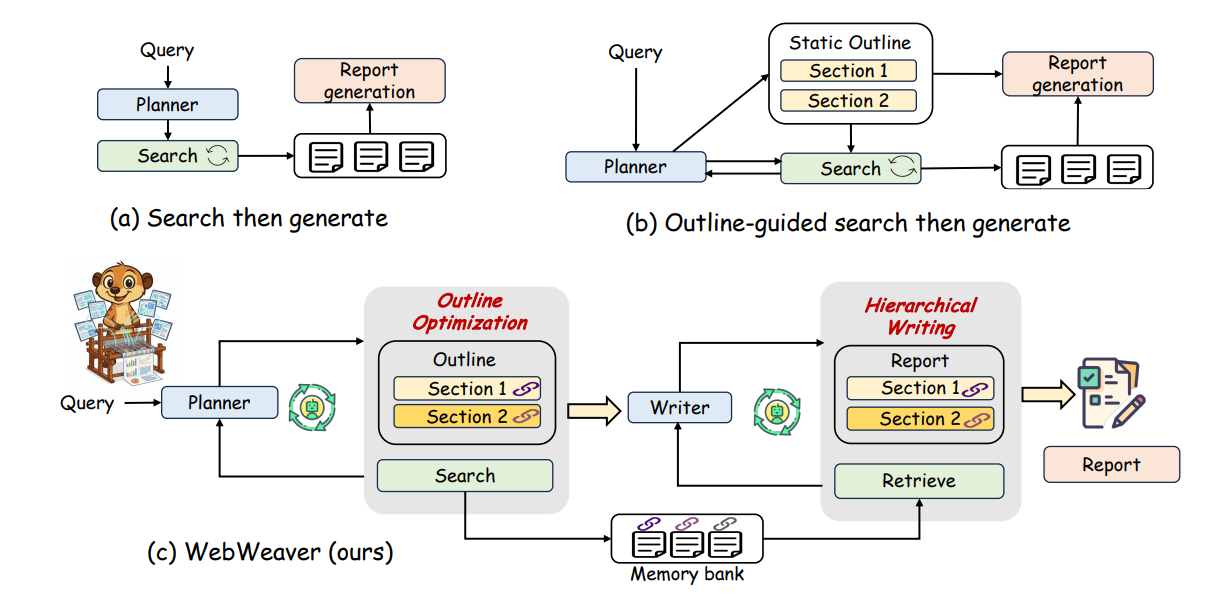 Query
Planner
Search
Report
generation
(a) Search then generate
Query
Static Outline
Section 1
Section 2
Report
generation
Planner
Search
(b) Outline-guided search then generate
Query
Planner
Outline
Optimization
Outline
Section 1
Section 2
Search
Writer
Hierarchical
Writing
Report
Section 1
Section 2
Retrieve
Report
Memory bank
(c) WebWeaver (ours)